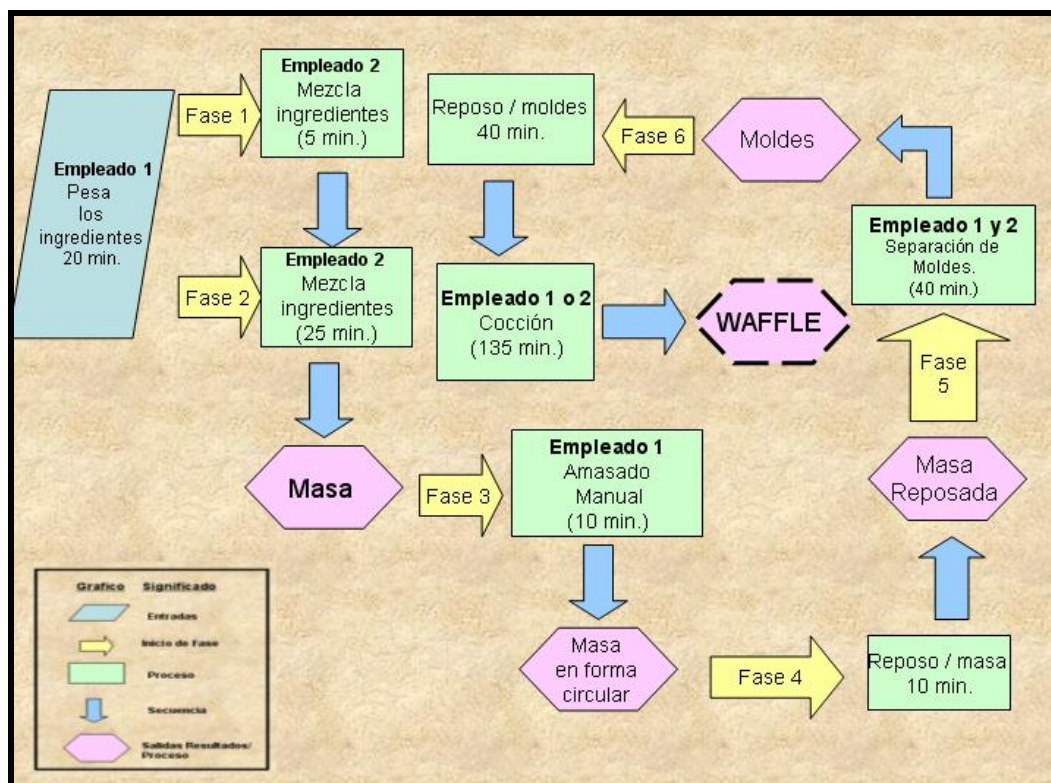 Empleado 1
Pesa
los
ingredientes
20 min.
Fase 1
Empleado 2
Mezcla
ingredientes
(5 min.)
Fase 2
Empleado 2
Mezcla
ingredientes
(25 min.)
Masa
Fase 3
Empleado 1
Amasado
Manual
(10 min.)
Masa
en forma
circular
Fase 4
Reposo / masa
10 min.
Masa
Reposada
Fase
5
Empleado 1 y 2
Separación de
Moldes.
(40 min.)
Moldes
Fase 6
Reposo / moldes
40 min.
Empleado 1 o 2
Cocción
(135 min.)
WAFFLE
Grafico Significado
Entradas
Inicio de Fase
Proceso
Secuencia
Salidas Resultados/
Proceso